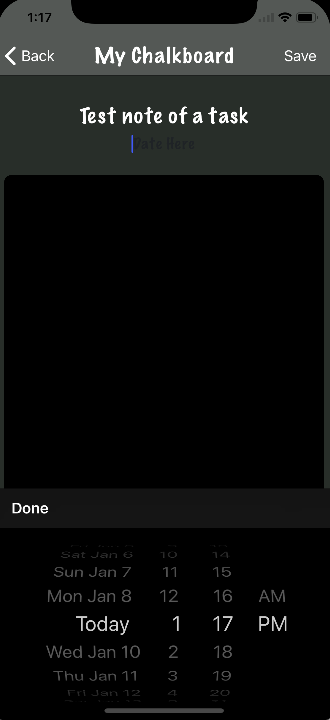 1:17
Back My Chalkboard Save
Test note of a task
Date Here
Done
Sat Jan 6 10 14
Sun Jan 7 11 15
Mon Jan 8 12 16 AM
Today 1 17 PM
Wed Jan 10 2 18
Thu Jan 11 3 19
Fri Jan 12 4 20